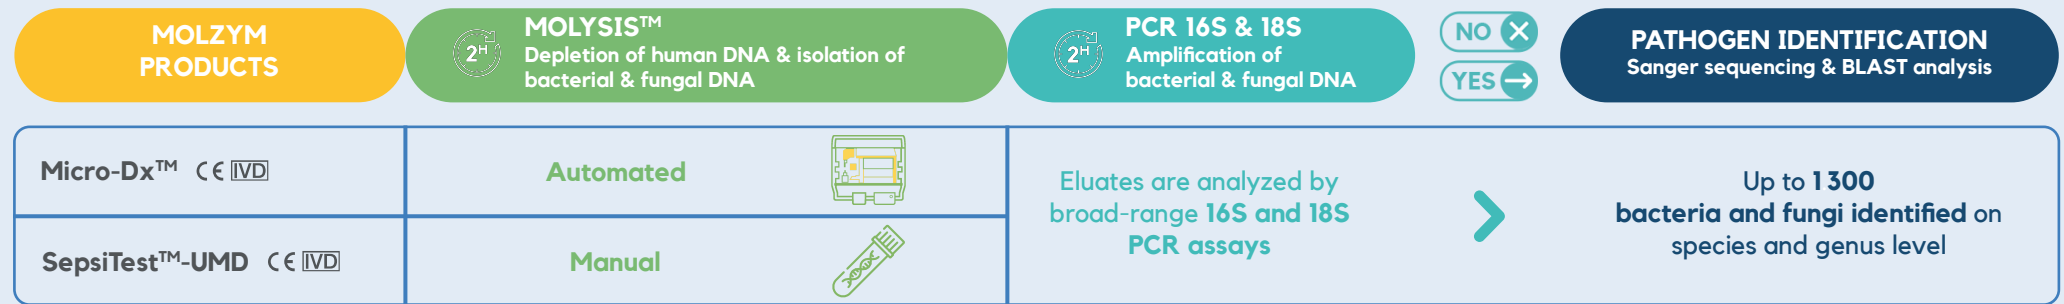 MOLZYM
PRODUCTS
2H
MOLYSIS™
Depletion of human DNA & isolation of
bacterial & fungal DNA
2H
PCR 16S & 18S
Amplification of
bacterial & fungal DNA
NO
YES
PATHOGEN IDENTIFICATION
Sanger sequencing & BLAST analysis
Micro-Dx™ CE IVD
Automated
SepsiTest™-UMD CE IVD
Manual
Eluates are analyzed by
broad-range 16S and 18S
PCR assays
Up to 1 300
bacteria and fungi identified on
species and genus level